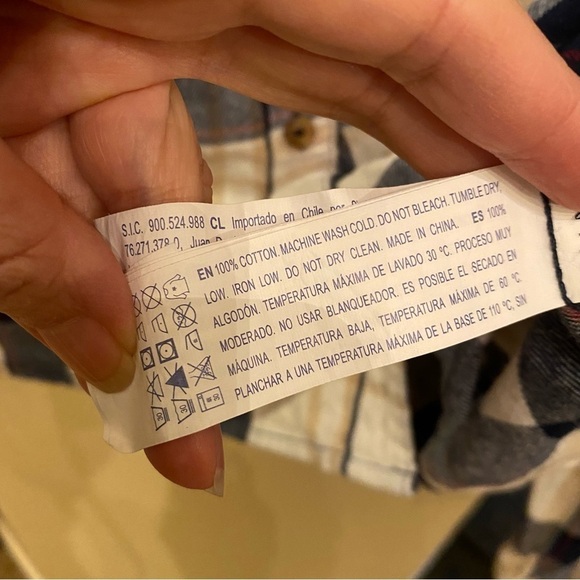 S.I.C. 900.524.988 CL Importado en Chile por
76.271.378
EN 100% COTTON. MACHINE WASH COLD. DO NOT BLEACH. TUMBLE DRY
LOW. IRON LOW. DO NOT DRY CLEAN. MADE IN CHINA. ES 100%
ALGODÓN. TEMPERATURA MÁXIMA DE LAVADO 30 ºC. PROCESO MUY
MODERADO. NO USAR BLANQUEADOR. ES POSIBLE EL SECADO EN
MÁQUINA. TEMPERATURA BAJA, TEMPERATURA MÁXIMA DE 60 ºC.
PLANCHAR A UNA TEMPERATURA MÁXIMA DE LA BASE DE 110 ºC, SIN